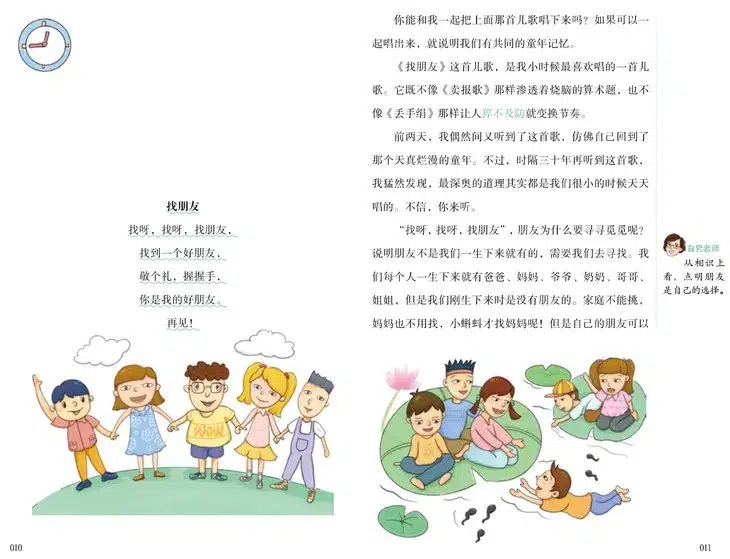 找朋友
找呀，找呀，找朋友，
找到一个好朋友，
敬个礼，握握手，
你是我的好朋友。
再见！
010
你能和我一起把上面那首儿歌唱下来吗？如果可以一
起唱出来，就说明我们有共同的童年记忆。
《找朋友》这首儿歌，是我小时候最喜欢唱的一首儿
歌。它既不像《卖报歌》那样渗透着烧脑的算术题，也不
像《丢手绢》那样让人猝不及防就变换节奏。
前两天，我偶然间又听到了这首歌，仿佛自己回到了
那个天真烂漫的童年。不过，时隔三十年再听到这首歌，
我猛然发现，最深奥的道理其实都是我们很小的时候天天
唱的。不信，你来听。
“找呀，找呀，找朋友”，朋友为什么要寻寻觅觅呢？
说明朋友不是我们一生下来就有的，需要我们去寻找。我
们每个人一生下来就有爸爸、妈妈、爷爷、奶奶、哥哥、
姐姐，但是我们刚生下来时是没有朋友的。家庭不能挑，
妈妈也不用找，小蝌蚪才找妈妈呢！但是自己的朋友可以
老师
从相识上
看，点明朋友
是自己的选择。
WOW
011